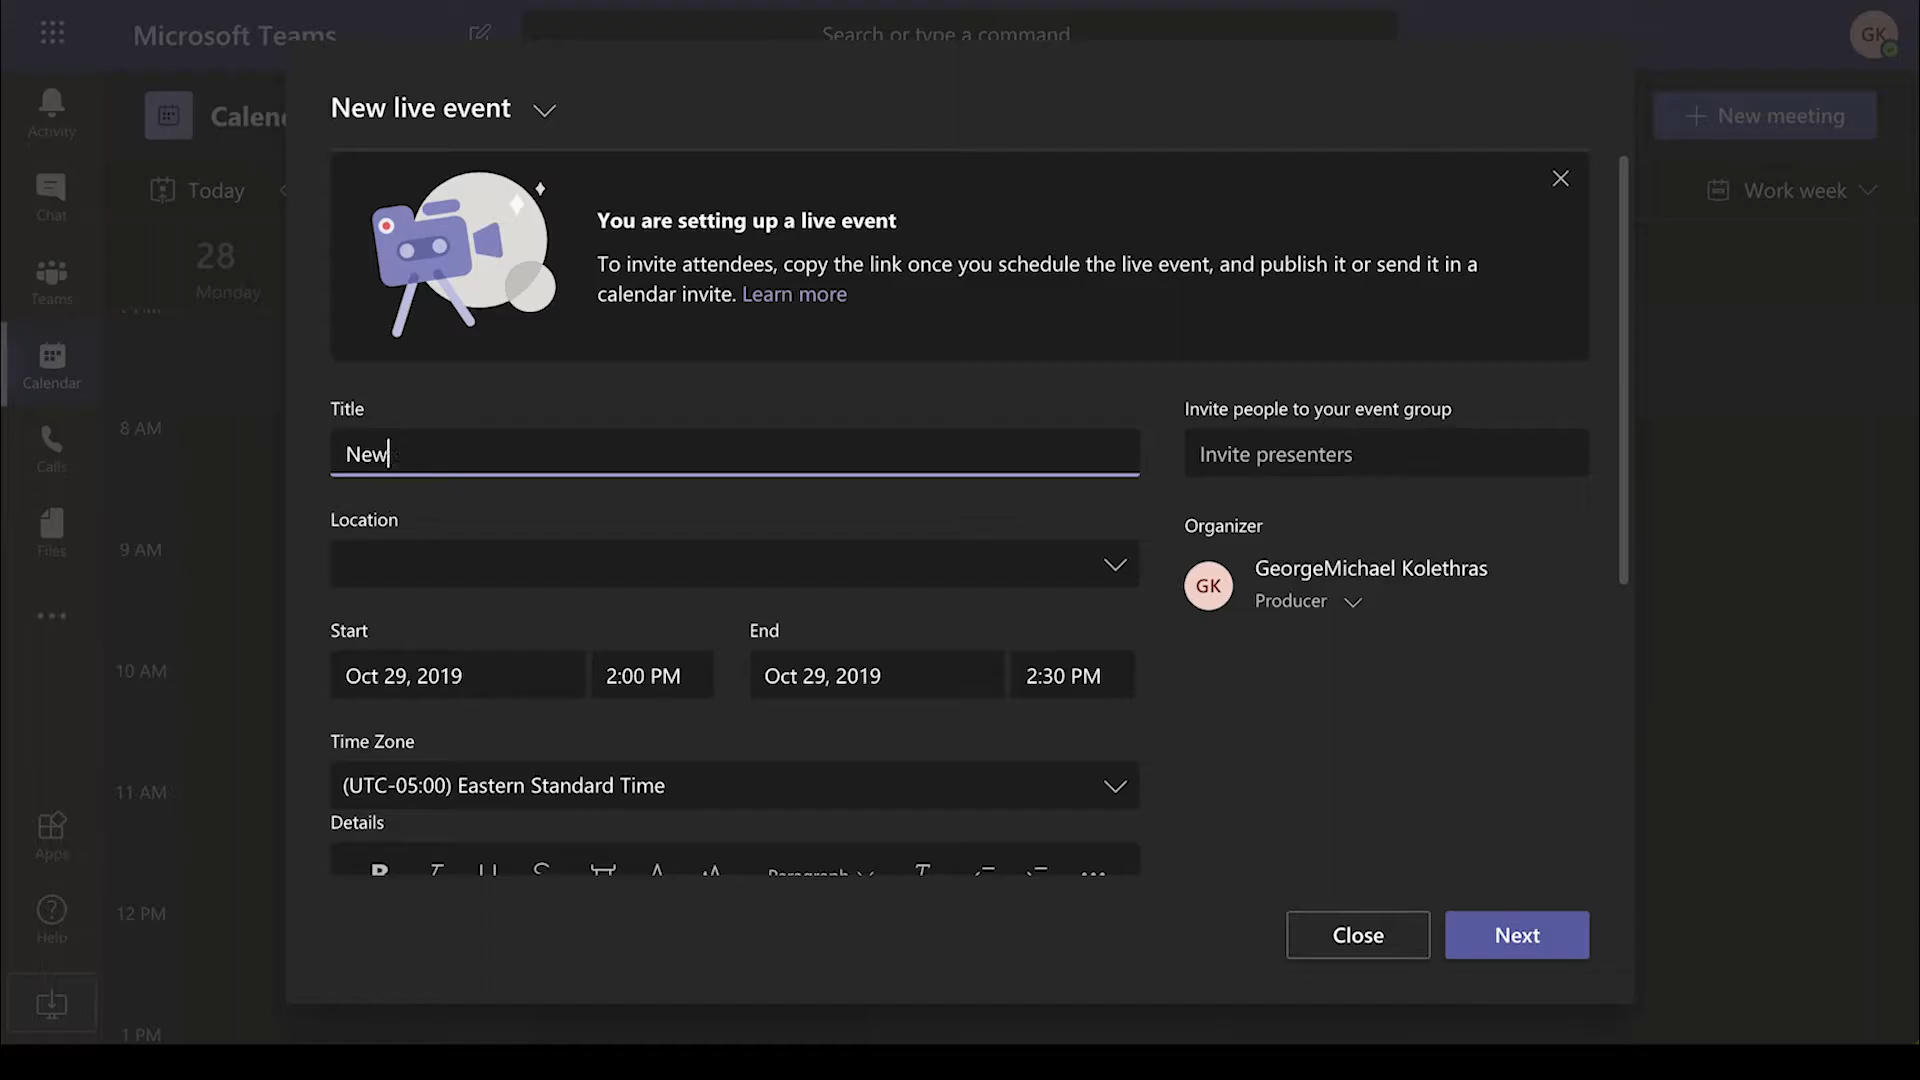 Microsoft Teams
Search or type a command
GK
Activity
Chat
Teams
Calendar
Calls
Files
Apps
Help
Today
New meeting
Work week
28
Monday
8 AM
9 AM
10 AM
11 AM
12 PM
1 PM
New live event
You are setting up a live event
To invite attendees, copy the link once you schedule the live event, and publish it or send it in a
calendar invite. Learn more
Title
New
Invite people to your event group
Invite presenters
Location
Organizer
GK
GeorgeMichael Kolethras
Producer
Start
End
Oct 29, 2019
2:00 PM
Oct 29, 2019
2:30 PM
Time Zone
(UTC-05:00) Eastern Standard Time
Details
Paragraph
Close
Next